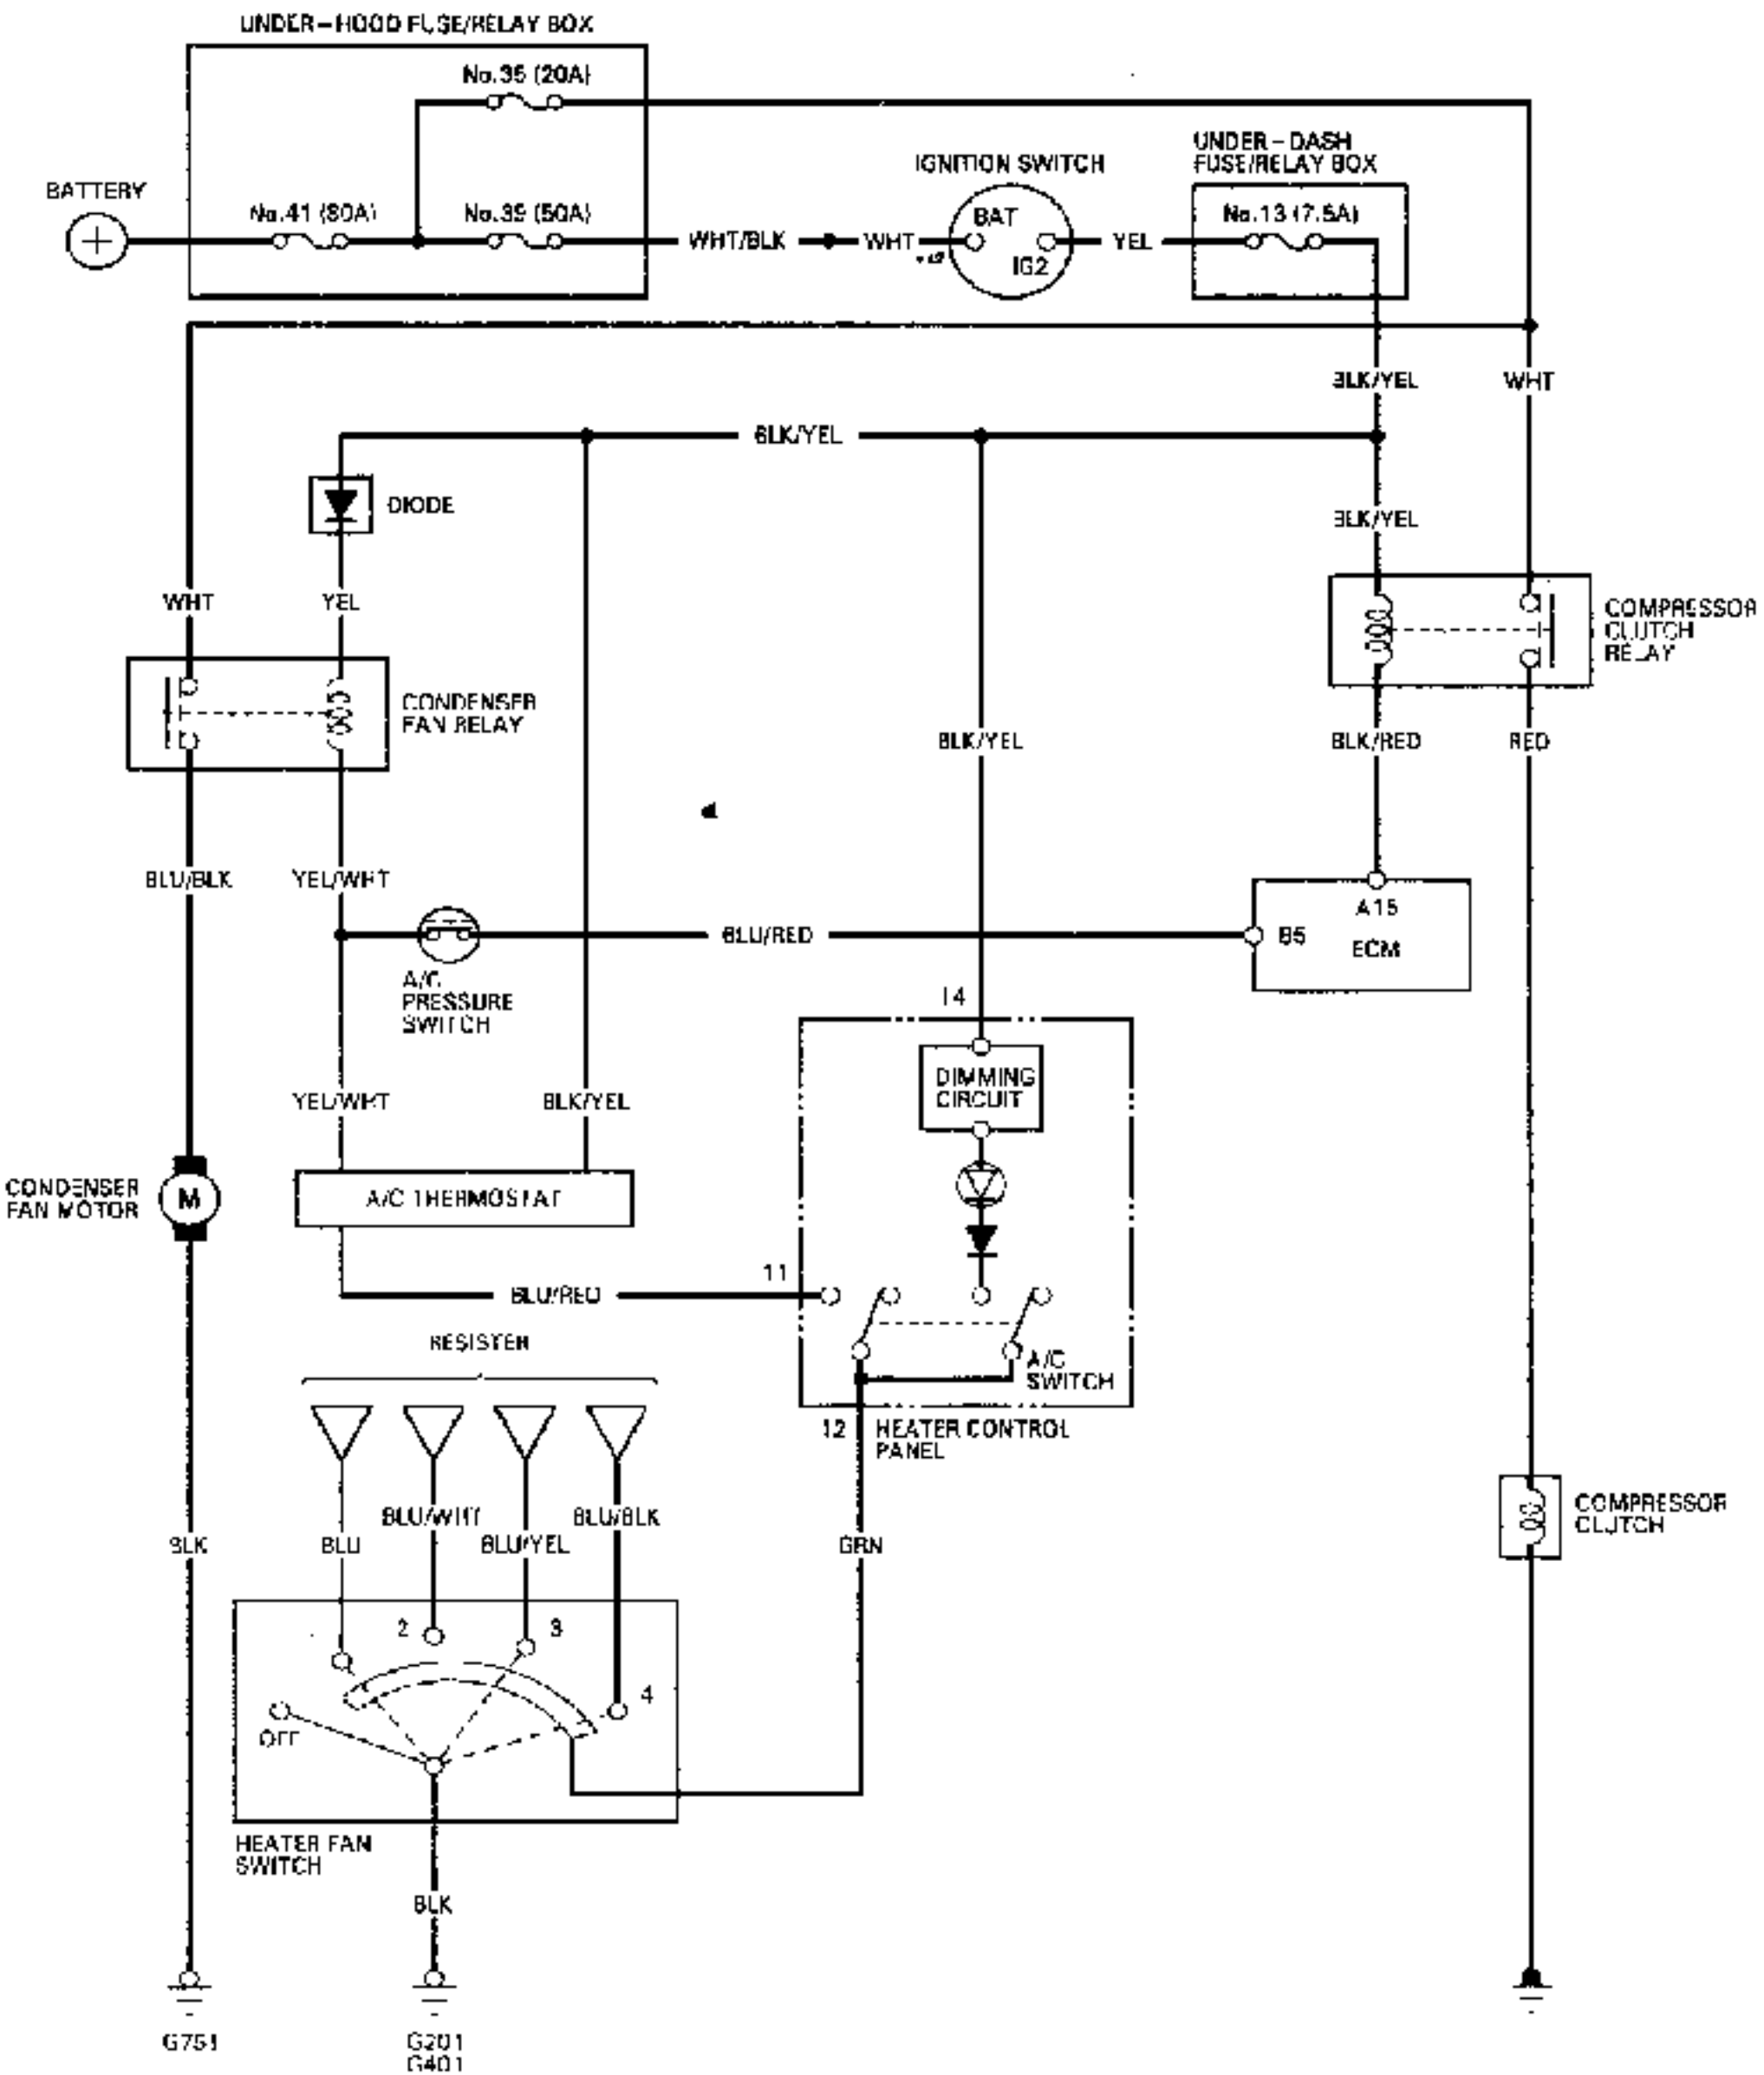 UNDER-HOOD FUSE/RELAY BOX
No.35 (20A)
UNDER-DASH
FUSE/RELAY BOX
IGNITION SWITCH
BATTERY
No.41 (80A)
No.39 (50A)
BAT
No.13 (7.5A)
WHT/BLK
WHT
YEL
IG2
BLK/YEL
WHT
BLK/YEL
DIODE
BLK/YEL
WHT
YEL
COMPRESSOR
CLUTCH
RELAY
CONDENSER
FAN RELAY
BLK/YEL
BLK/RED
RED
BLU/BLK
YEL/WHT
A15
BLU/RED
B5
ECM
A/C
PRESSURE
SWITCH
14
DIMMING
CIRCUIT
YEL/WHT
BLK/YEL
CONDENSER
FAN MOTOR
M
A/C THERMOSTAT
11
BLU/RED
RESISTER
A/C
SWITCH
12
HEATER CONTROL
PANEL
COMPRESSOR
CLUTCH
BLU/WHT
BLU/BLK
BLK
BLU
BLU/YEL
GRN
2
3
4
OFF
HEATER FAN
SWITCH
BLK
G751
G201
G401